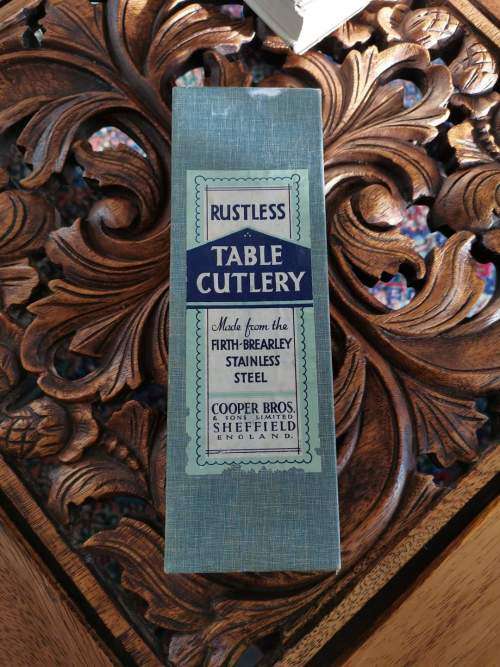 RUSTLESS
TABLE
CUTLERY
Made from the
FIRTH-BREARLEY
STAINLESS
STEEL
COOPER BROS.
& SONS LIMITED
SHEFFIELD
ENGLAND.